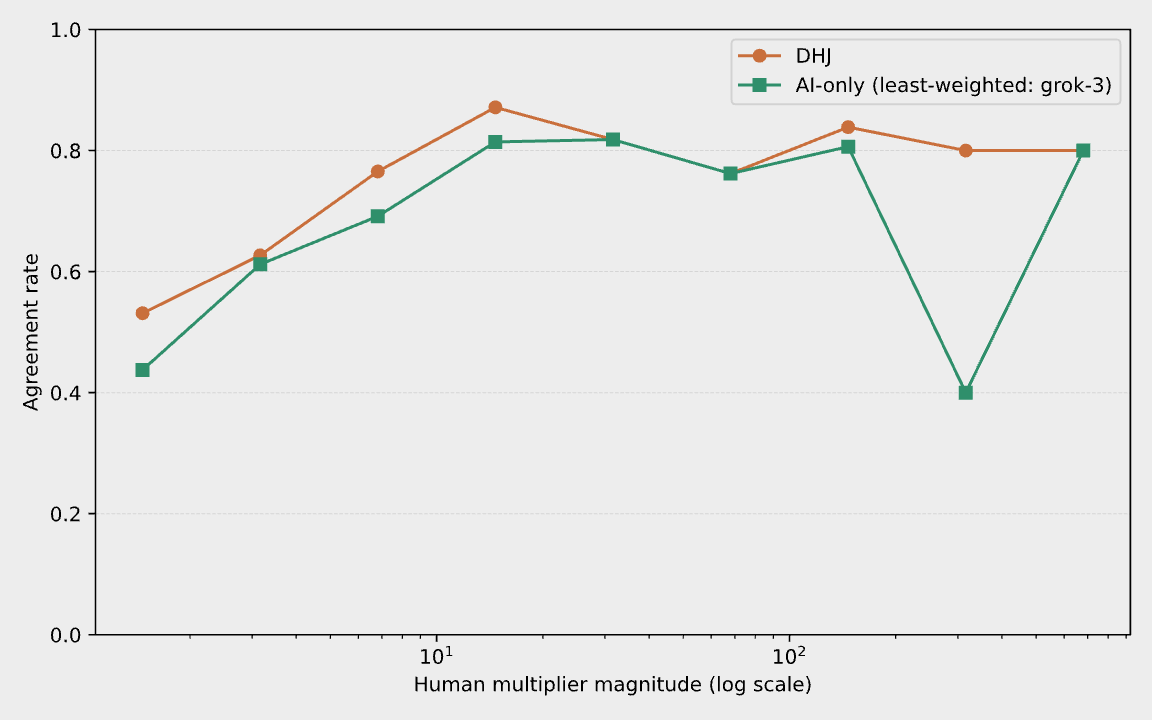 1.0
0.8
0.6
0.4
0.2
0.0
Agreement rate
DHJ
AI-only (least-weighted: grok-3)
10¹
10²
Human multiplier magnitude (log scale)